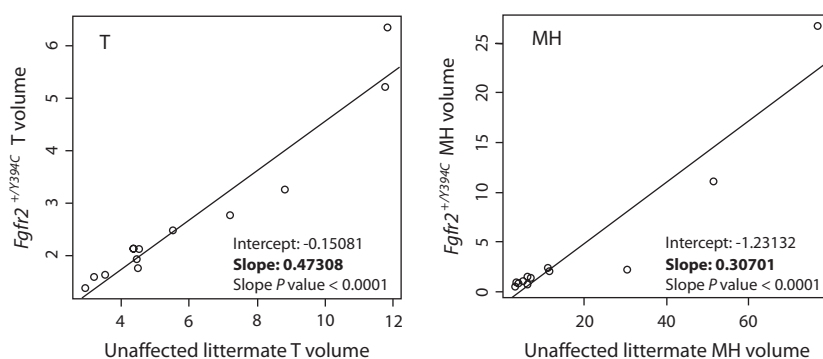 T
6
5
4
3
2
Fgfr2 +/Y394C T volume
Intercept: -0.15081
Slope: 0.47308
Slope P value < 0.0001
4 6 8 10 12
Unaffected littermate T volume
MH
25
20
15
10
5
0
Fgfr2 +/Y394C MH volume
Intercept: -1.23132
Slope: 0.30701
Slope P value < 0.0001
20 40 60
Unaffected littermate MH volume